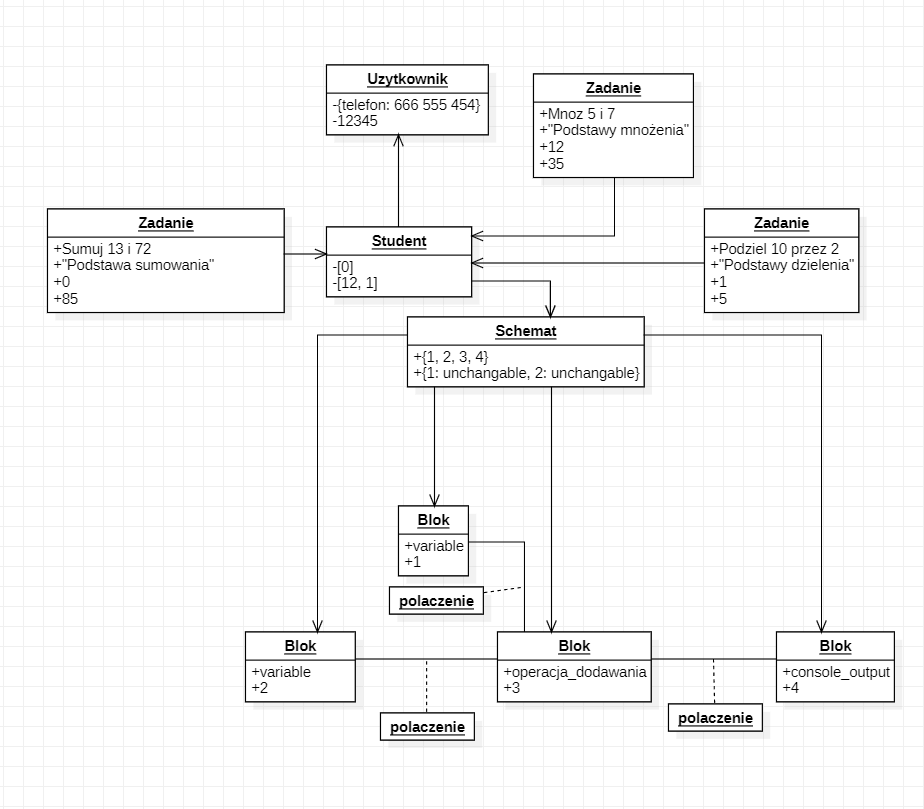 Uzytkownik
-{telefon: 666 555 454}
-12345
Zadanie
+Mnoz 5 i 7
+"Podstawy mnożenia"
+12
+35
Zadanie
+Sumuj 13 i 72
+"Podstawa sumowania"
+0
+85
Student
-[0]
-[12, 1]
Zadanie
+Podziel 10 przez 2
+"Podstawy dzielenia"
+1
+5
Schemat
+{1, 2, 3, 4}
+{1: unchangable, 2: unchangable}
Blok
+variable
+1
polaczenie
Blok
+variable
+2
Blok
+operacja_dodawania
+3
Blok
+console_output
+4
polaczenie
polaczenie